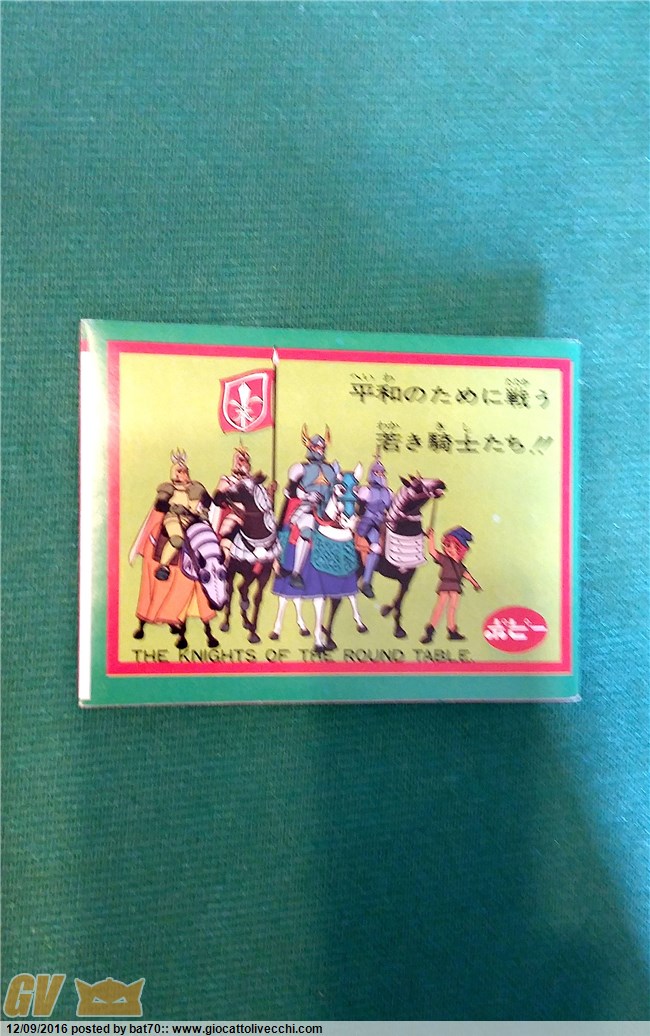 平和のために戦う
若き騎士たち!!
ポピー
THE KNIGHTS OF THE ROUND TABLE.
GV
12/09/2016 posted by bat70:: www.giocattolivecchi.com